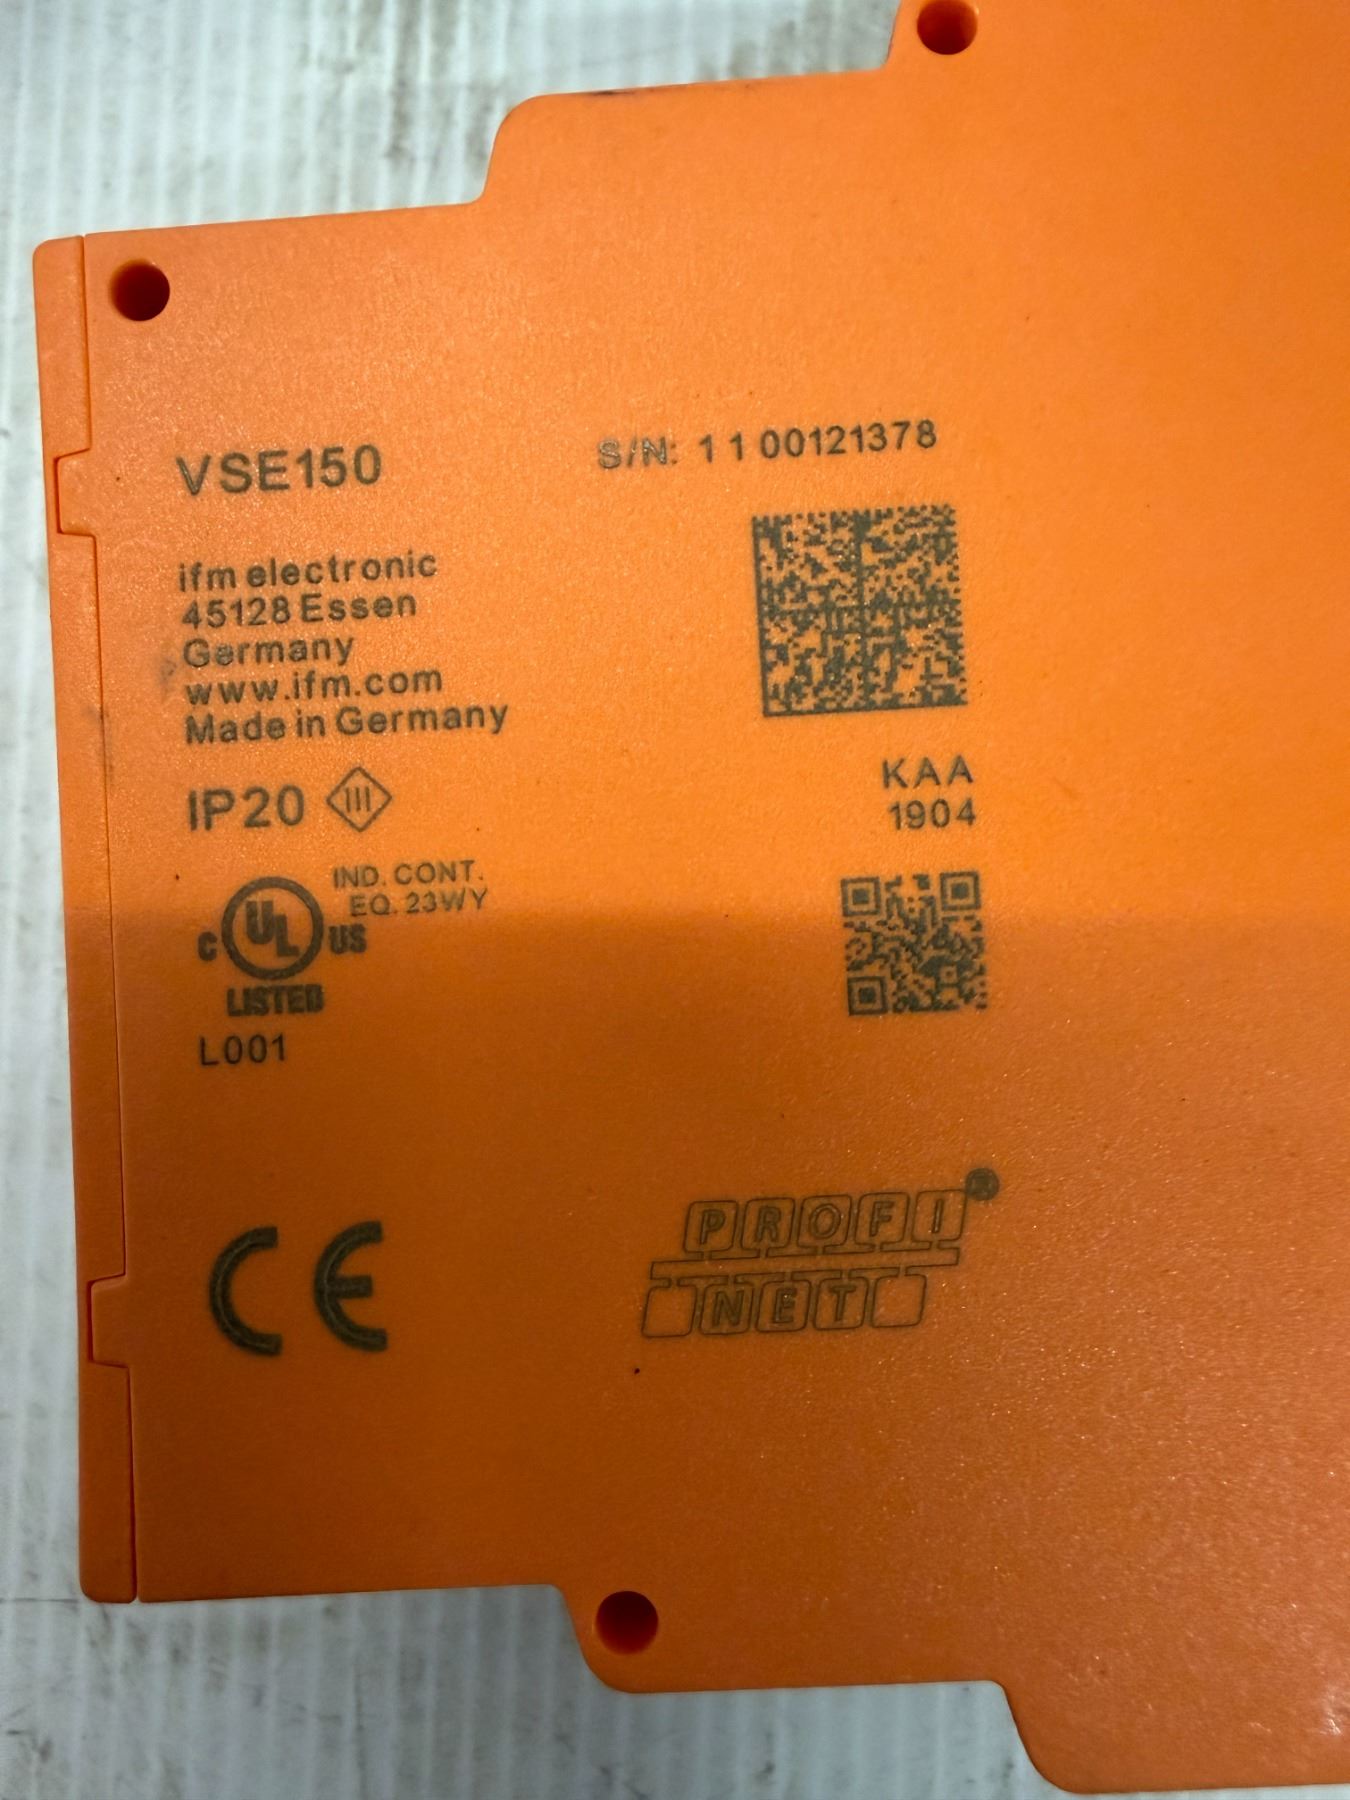 VSE150
S/N: 1 1 00121378
ifm electronic
45128 Essen
Germany
www.ifm.com
Made in Germany
IP20 III
KAA
1904
IND. CONT.
EQ. 23WY
C UL US
LISTED
L001
CE
PROFI®
NET